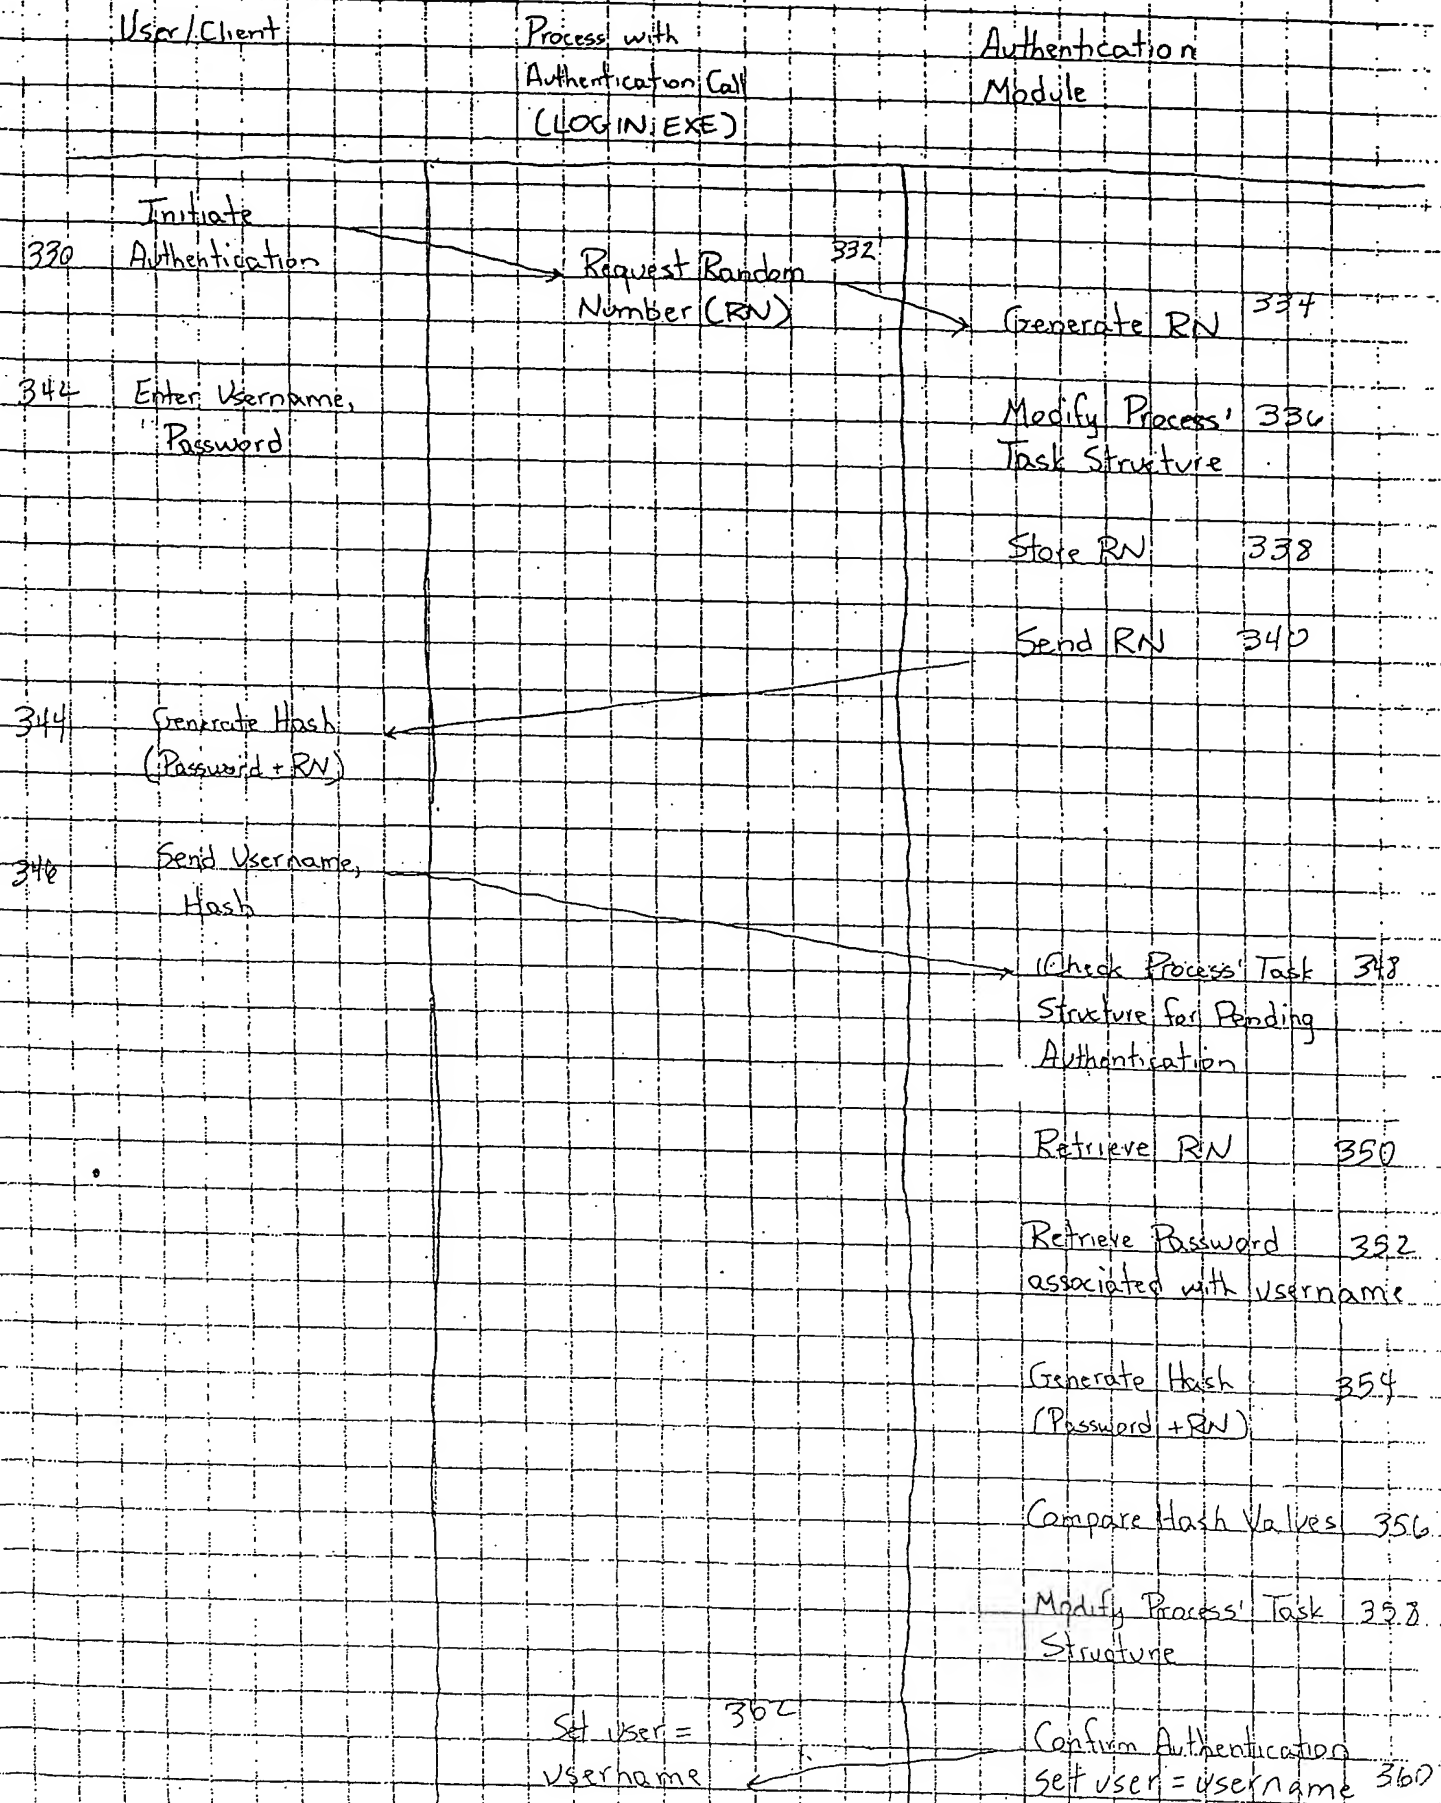 User/Client
Process with
Authentication Call
(LOGIN.EXE)
Authentication
Module
Initiate
330 Authentication
Request Random 332
Number (RN)
Generate RN 334
342 Enter Username,
Password
Modify Process' 336
Task Structure
Store RN 338
Send RN 340
344 Generate Hash
(Password + RN)
346 Send Username,
Hash
Check Process' Task 348
Structure for Pending
Authentication
Retrieve RN 350
Retrieve Password 352
associated with username
Generate Hash 354
(Password + RN)
Compare Hash Values 356
Modify Process' Task 358
Structure
Set user = 362
username
Confirm Authentication
set user = username 360